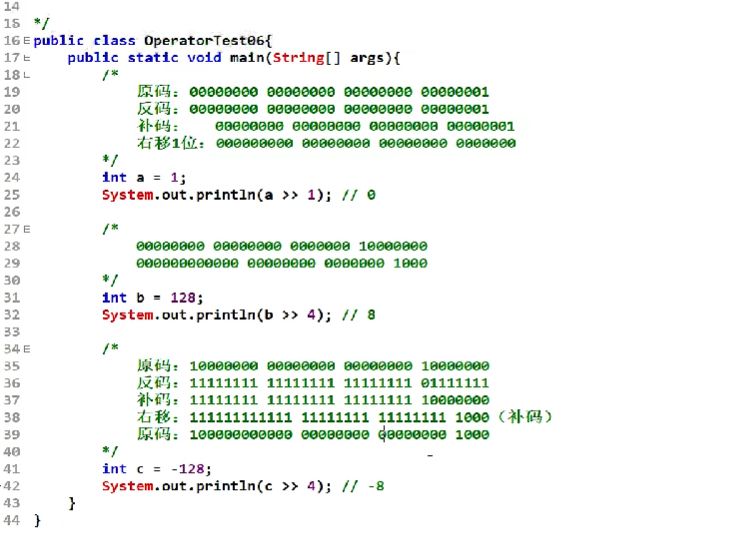 14
15 */
16 public class OperatorTest06{
17 public static void main(String[] args){
18 /*
19 原码：00000000 00000000 00000000 00000001
20 反码：00000000 00000000 00000000 00000001
21 补码： 00000000 00000000 00000000 00000001
22 右移1位：000000000 00000000 00000000 0000000
23 */
24 int a = 1;
25 System.out.println(a >> 1); // 0
26
27 /*
28 00000000 00000000 0000000 10000000
29 000000000000 00000000 0000000 1000
30 */
31 int b = 128;
32 System.out.println(b >> 4); // 8
33
34 /*
35 原码：10000000 00000000 00000000 10000000
36 反码：11111111 11111111 11111111 01111111
37 补码：11111111 11111111 11111111 10000000
38 右移：111111111111 11111111 11111111 1000（补码）
39 原码：100000000000 00000000 00000000 1000
40 */
41 int c = -128;
42 System.out.println(c >> 4); // -8
43 }
44 }